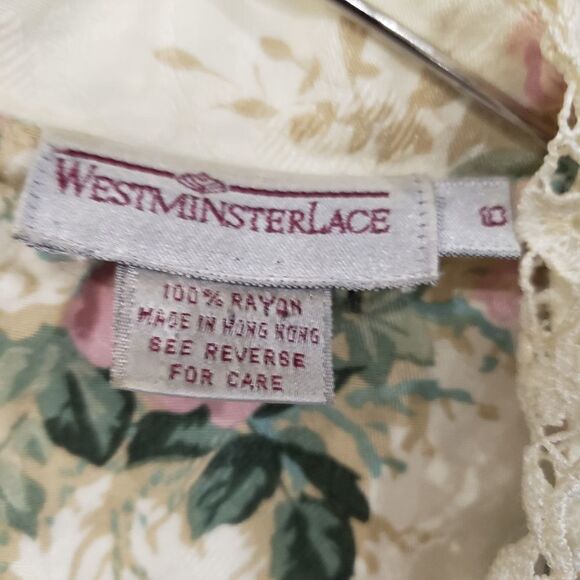 WESTMINSTERLACE
10
100% RAYON
MADE IN HONG KONG
SEE REVERSE
FOR CARE